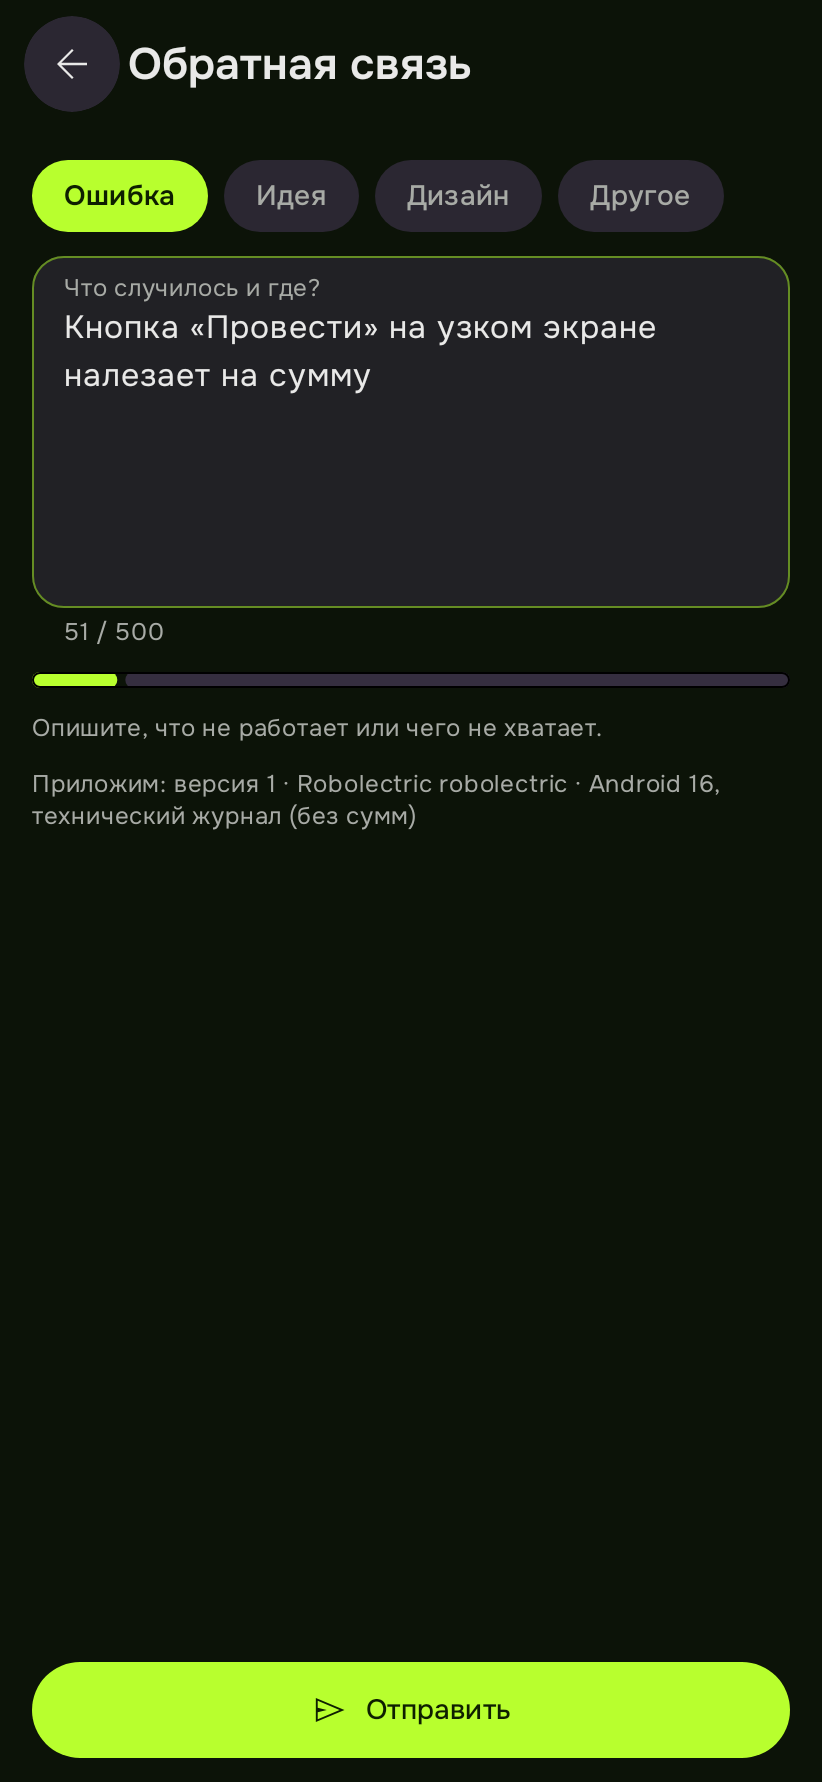 Обратная связь
Ошибка
Идея
Дизайн
Другое
Что случилось и где?
Кнопка «Провести» на узком экране
налезает на сумму
51 / 500
Опишите, что не работает или чего не хватает.
Приложим: версия 1 · Robolectric robolectric · Android 16,
технический журнал (без сумм)
Отправить